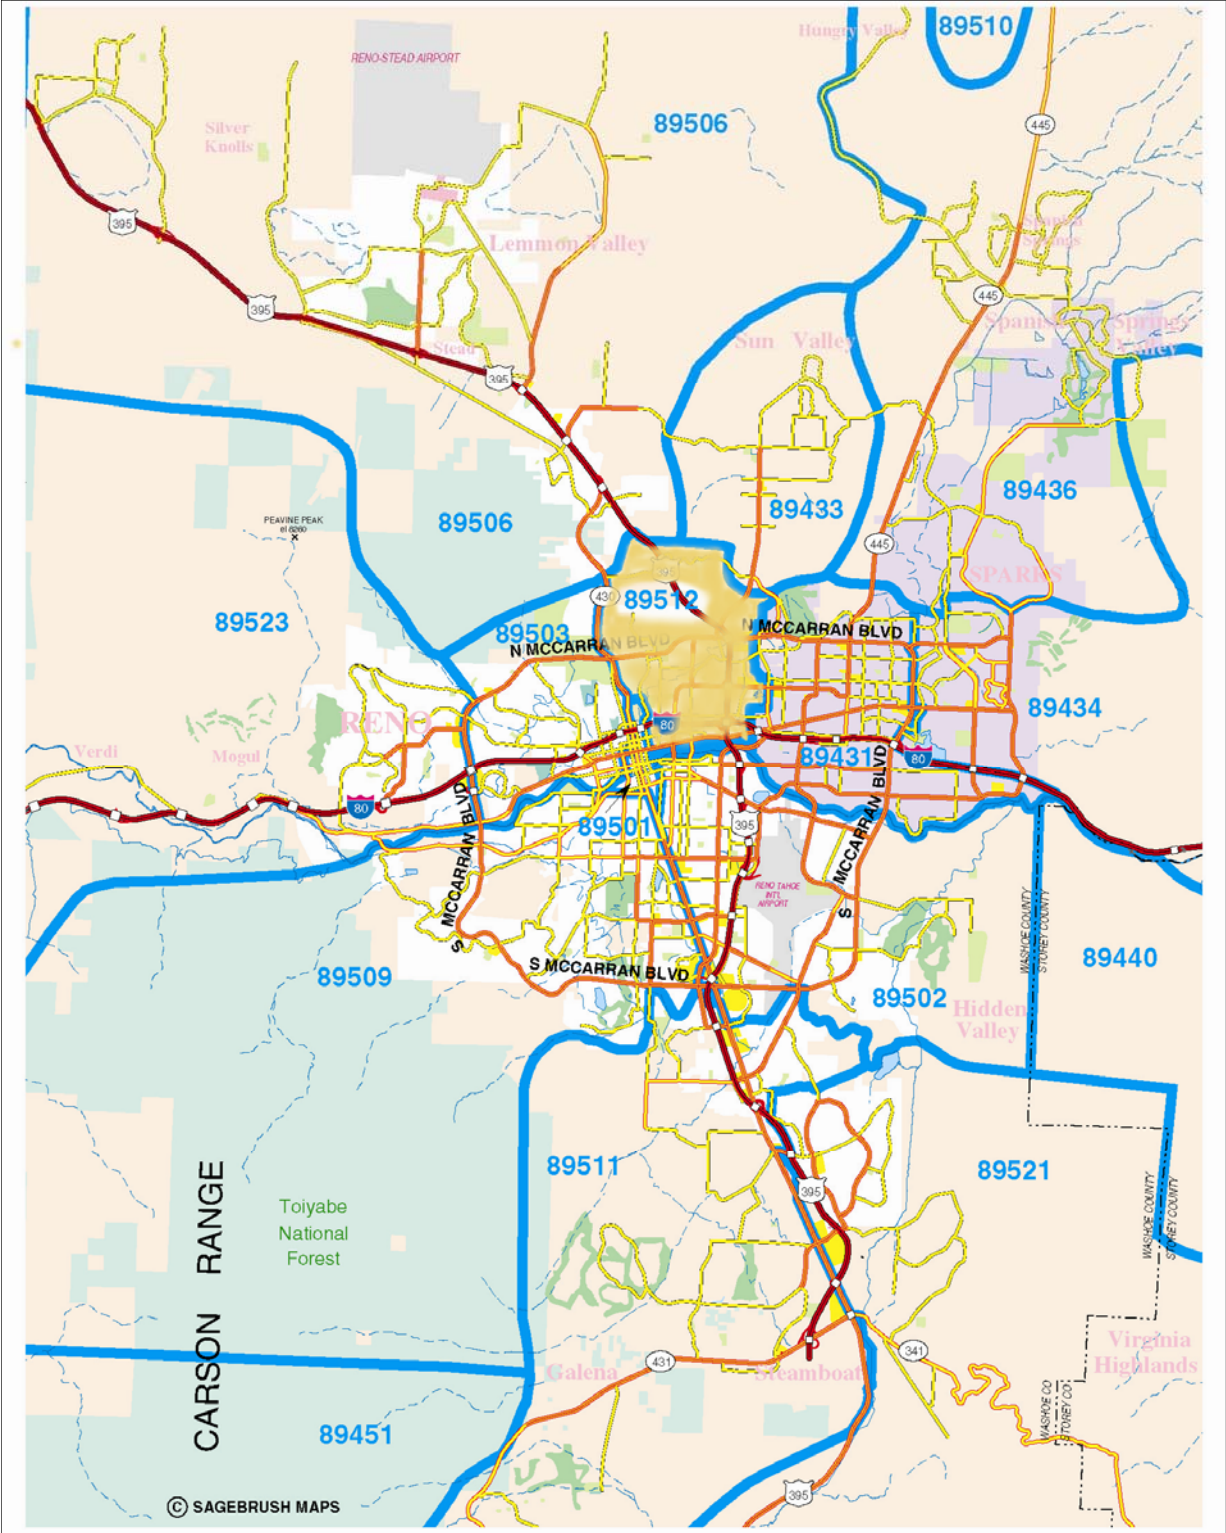 Hungry Valley
89510
RENO-STEAD AIRPORT
89506
445
Silver
Knolls
395
Spanish
Springs
Lemmon Valley
445
395
Spanish Springs
Valley
Sun Valley
Stead
395
89436
89433
89506
PEAVINE PEAK
el 8260
445
395
SPARKS
430
89512
89523
89503
N MCCARRAN BLVD
N MCCARRAN BLVD
89434
RENO
80
Verdi
Mogul
89431
80
80
S MCCARRAN BLVD
89501
395
S MCCARRAN BLVD
RENO TAHOE
INT'L
AIRPORT
WASHOE COUNTY
STOREY COUNTY
89440
S MCCARRAN BLVD
89509
89502
Hidden
Valley
89511
89521
395
WASHOE COUNTY
STOREY COUNTY
CARSON RANGE
Toiyabe
National
Forest
341
Virginia
Highlands
431
Galena
Steamboat
WASHOE CO
STOREY CO
89451
395
© SAGEBRUSH MAPS